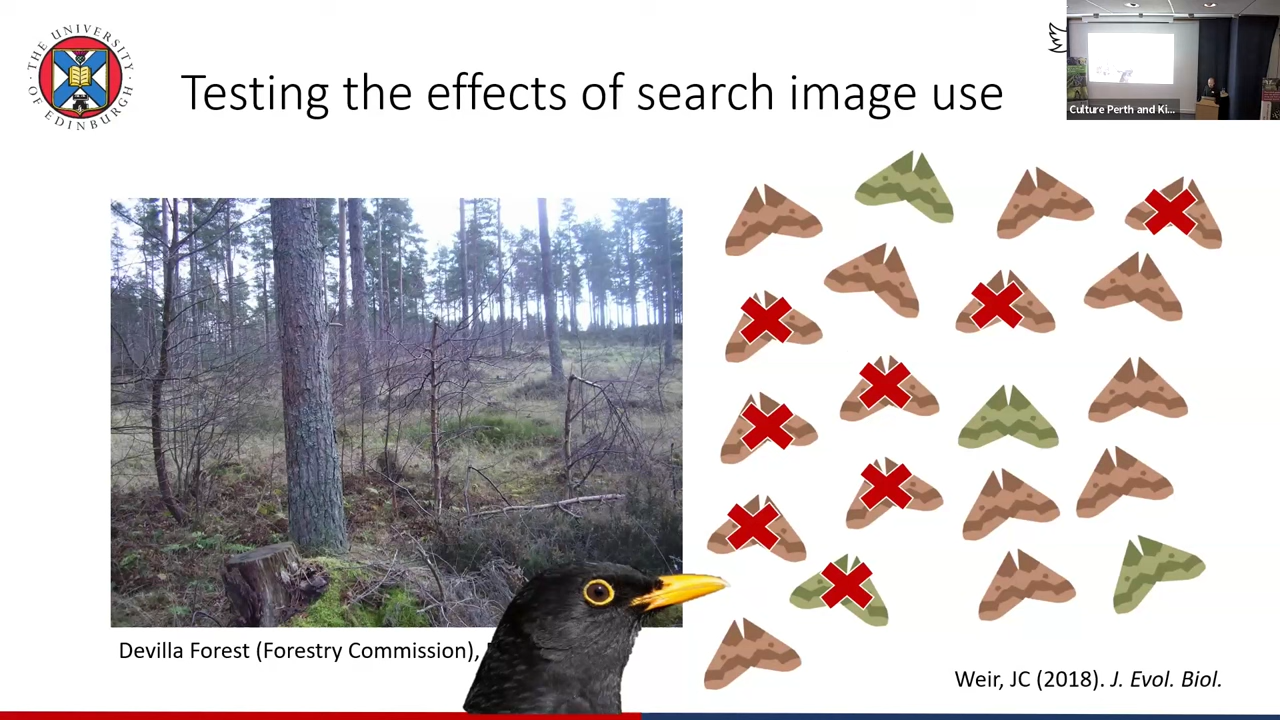 THE UNIVERSITY OF EDINBURGH
Testing the effects of search image use
Culture Perth and Ki...
Devilla Forest (Forestry Commission),
Weir, JC (2018). J. Evol. Biol.